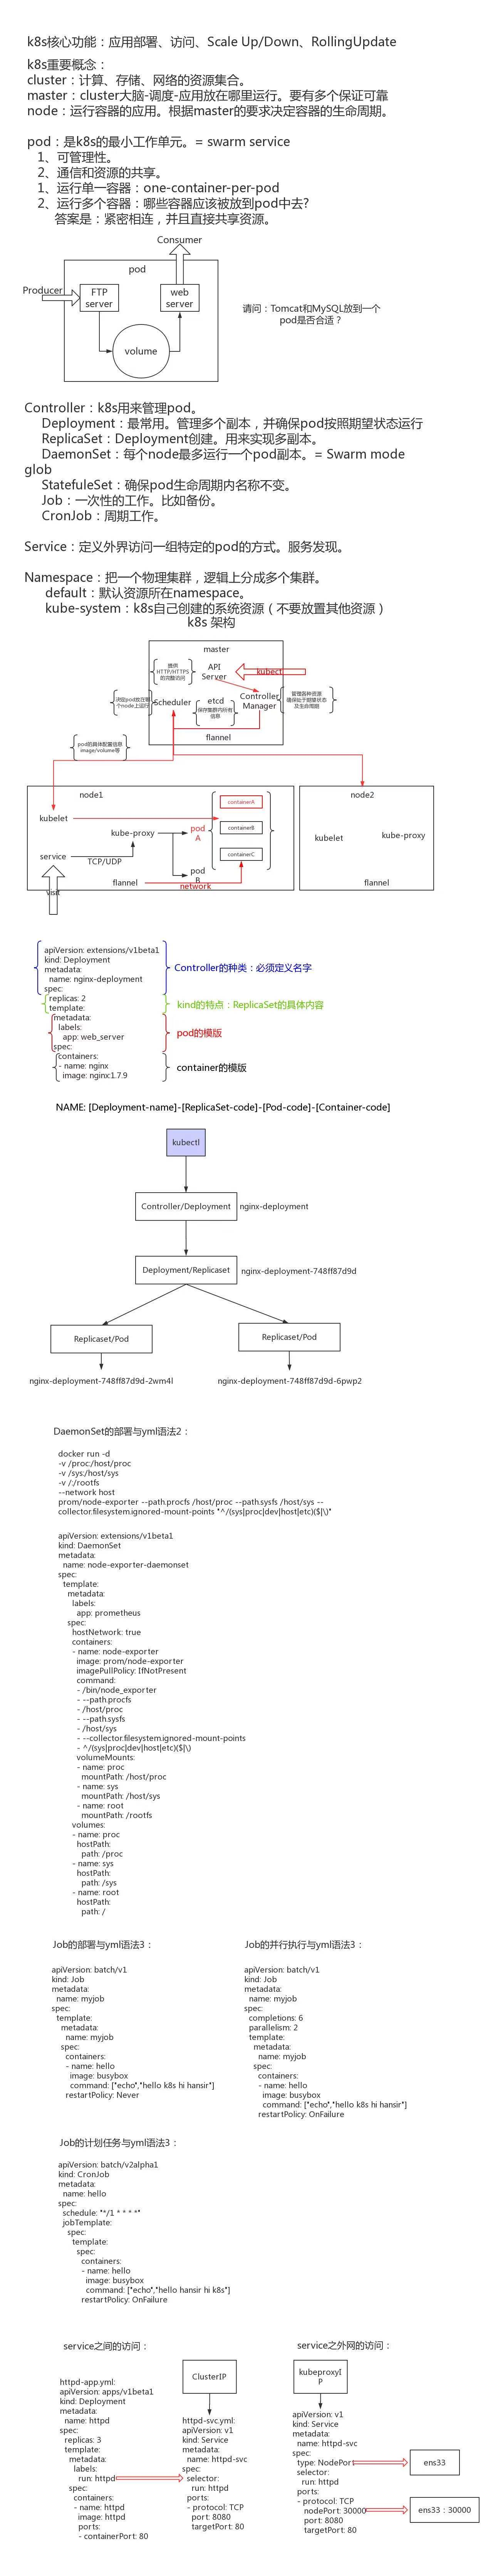 k8s核心功能：应用部署、访问、Scale Up/Down、RollingUpdate
k8s重要概念：
cluster：计算、存储、网络的资源集合。
master：cluster大脑-调度-应用放在哪里运行。要有多个保证可靠
node：运行容器的应用。根据master的要求决定容器的生命周期。
pod：是k8s的最小工作单元。= swarm service
1、可管理性。
2、通信和资源的共享。
1、运行单一容器：one-container-per-pod
2、运行多个容器：哪些容器应该被放到pod中去?
答案是：紧密相连，并且直接共享资源。
Consumer
pod
Producer
FTP
server
web
server
volume
请问：Tomcat和MySQL放到一个
pod是否合适？
Controller：k8s用来管理pod。
Deployment：最常用。管理多个副本，并确保pod按照期望状态运行
ReplicaSet：Deployment创建。用来实现多副本。
DaemonSet：每个node最多运行一个pod副本。= Swarm mode
glob
StatefuleSet：确保pod生命周期内名称不变。
Job：一次性的工作。比如备份。
CronJob：周期工作。
Service：定义外界访问一组特定的pod的方式。服务发现。
Namespace：把一个物理集群，逻辑上分成多个集群。
default：默认资源所在namespace。
kube-system：k8s自己创建的系统资源（不要放置其他资源）
k8s 架构
master
提供
HTTP/HTTPS
的完整访问
API
Server
kubect
决定pod放在哪
个node上运行
Scheduler
etcd
保存集群内所有
信息
Controller
Manager
管理各种资源
确保处于期望状态
及生命周期
flannel
pod的具体配置信息
image/volume等
node1
kubelet
kube-proxy
service
TCP/UDP
pod
A
pod
B
containerA
containerB
containerC
flannel
network
visit
node2
kubelet
kube-proxy
flannel
apiVersion: extensions/v1beta1
kind: Deployment
metadata:
name: nginx-deployment
spec:
replicas: 2
template:
metadata:
labels:
app: web_server
spec:
containers:
- name: nginx
image: nginx:1.7.9
Controller的种类：必须定义名字
kind的特点：ReplicaSet的具体内容
pod的模版
container的模版
NAME: [Deployment-name]-[ReplicaSet-code]-[Pod-code]-[Container-code]
kubectl
Controller/Deployment
nginx-deployment
Deployment/Replicaset
nginx-deployment-748ff87d9d
Replicaset/Pod
Replicaset/Pod
nginx-deployment-748ff87d9d-2wm4l
nginx-deployment-748ff87d9d-6pwp2
DaemonSet的部署与yml语法2：
docker run -d
-v /proc:/host/proc
-v /sys:/host/sys
-v /:/rootfs
--network host
prom/node-exporter --path.procfs /host/proc --path.sysfs /host/sys --
collector.filesystem.ignored-mount-points "^/(sys|proc|dev|host|etc)($|\)"
apiVersion: extensions/v1beta1
kind: DaemonSet
metadata:
name: node-exporter-daemonset
spec:
template:
metadata:
labels:
app: prometheus
spec:
hostNetwork: true
containers:
- name: node-exporter
image: prom/node-exporter
imagePullPolicy: IfNotPresent
command:
- /bin/node_exporter
- --path.procfs
- /host/proc
- --path.sysfs
- /host/sys
- --collector.filesystem.ignored-mount-points
- ^/(sys|proc|dev|host|etc)($|\)
volumeMounts:
- name: proc
mountPath: /host/proc
- name: sys
mountPath: /host/sys
- name: root
mountPath: /rootfs
volumes:
- name: proc
hostPath:
path: /proc
- name: sys
hostPath:
path: /sys
- name: root
hostPath:
path: /
Job的部署与yml语法3：
apiVersion: batch/v1
kind: Job
metadata:
name: myjob
spec:
template:
metadata:
name: myjob
spec:
containers:
- name: hello
image: busybox
command: ["echo","hello k8s hi hansir"]
restartPolicy: Never
Job的并行执行与yml语法3：
apiVersion: batch/v1
kind: Job
metadata:
name: myjob
spec:
completions: 6
parallelism: 2
template:
metadata:
name: myjob
spec:
containers:
- name: hello
image: busybox
command: ["echo","hello k8s hi hansir"]
restartPolicy: OnFailure
Job的计划任务与yml语法3：
apiVersion: batch/v2alpha1
kind: CronJob
metadata:
name: hello
spec:
schedule: "*/1 * * * *"
jobTemplate:
spec:
template:
spec:
containers:
- name: hello
image: busybox
command: ["echo","hello hansir hi k8s"]
restartPolicy: OnFailure
service之间的访问：
httpd-app.yml:
apiVersion: apps/v1beta1
kind: Deployment
metadata:
name: httpd
spec:
replicas: 3
template:
metadata:
labels:
run: httpd
spec:
containers:
- name: httpd
image: httpd
ports:
- containerPort: 80
ClusterIP
httpd-svc.yml:
apiVersion: v1
kind: Service
metadata:
name: httpd-svc
spec:
selector:
run: httpd
ports:
- protocol: TCP
port: 8080
targetPort: 80
service之外网的访问：
kubeproxyI
P
apiVersion: v1
kind: Service
metadata:
name: httpd-svc
spec:
type: NodePort
selector:
run: httpd
ports:
- protocol: TCP
nodePort: 30000
port: 8080
targetPort: 80
ens33
ens33：30000